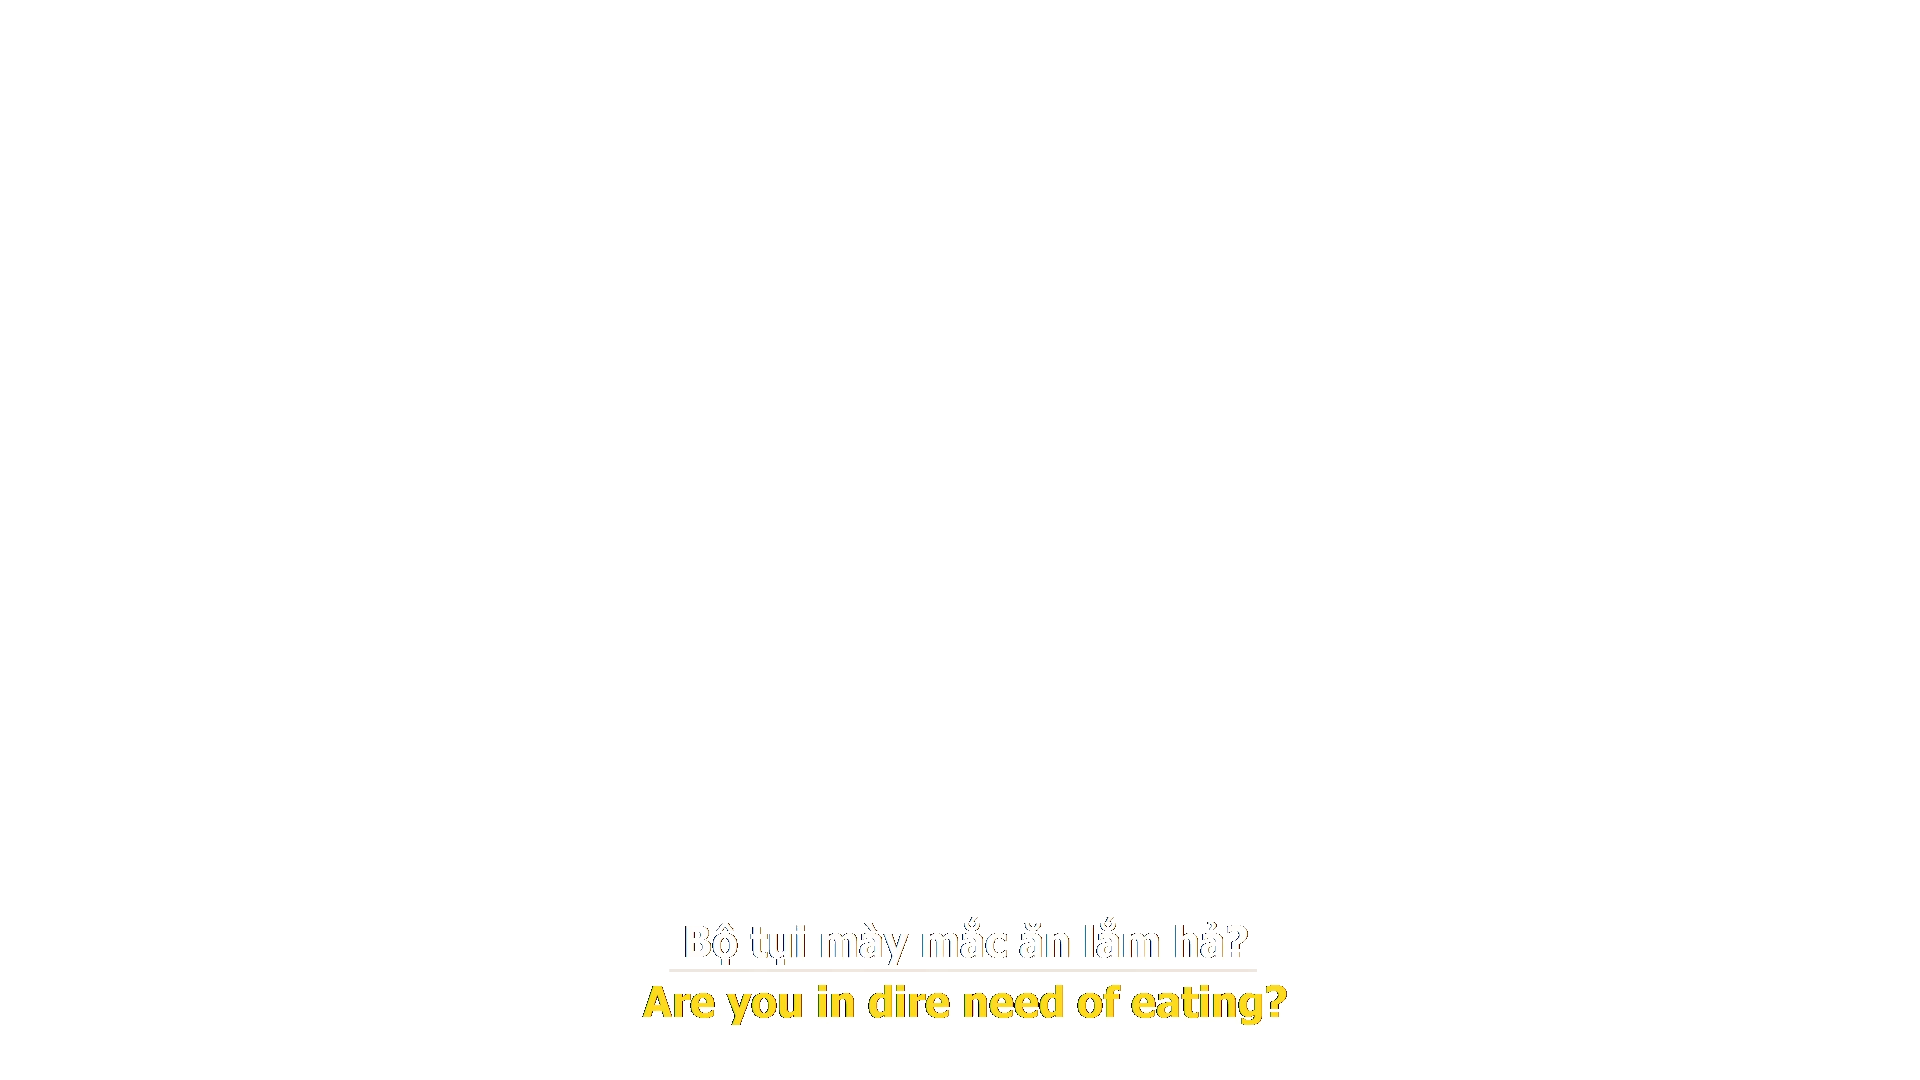 Bộ tụi mày mắc ăn lắm hả?
Are you in dire need of eating?